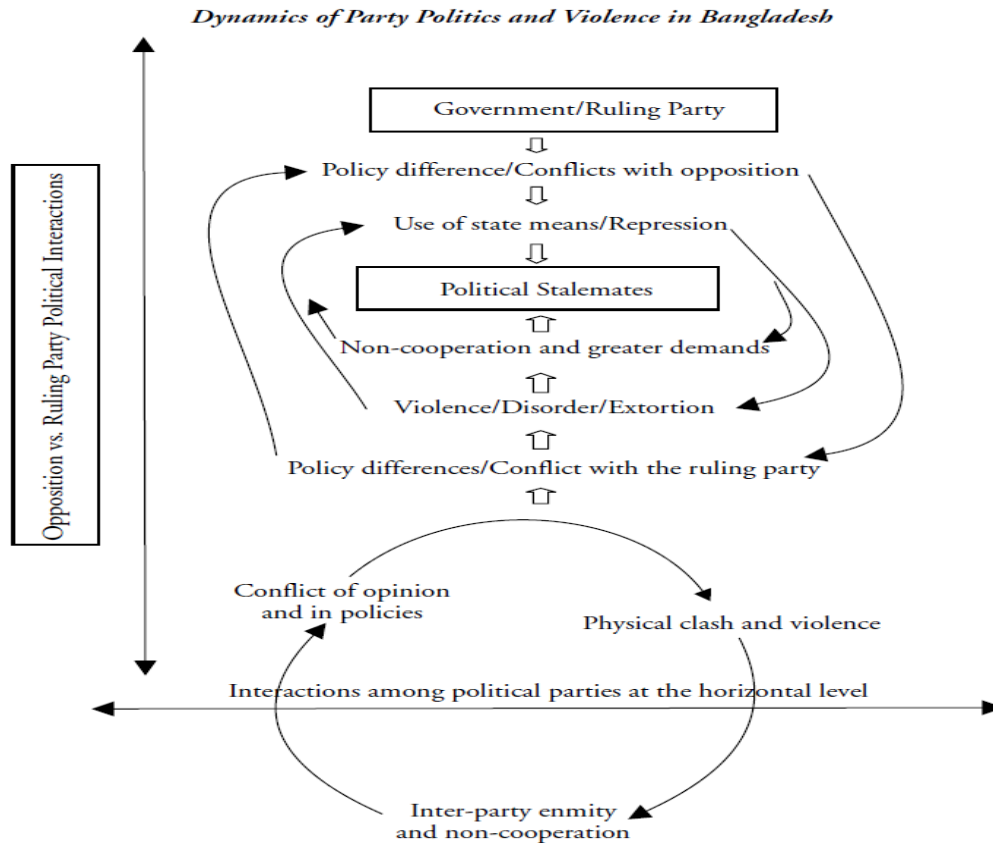 Dynamics of Party Politics and Violence in Bangladesh
Government/Ruling Party
Policy difference/Conflicts with opposition
Use of state means/Repression
Political Stalemates
Non-cooperation and greater demands
Violence/Disorder/Extortion
Policy differences/Conflict with the ruling party
Opposition vs. Ruling Party Political Interactions
Conflict of opinion
and in policies
Physical clash and violence
Interactions among political parties at the horizontal level
Inter-party enmity
and non-cooperation